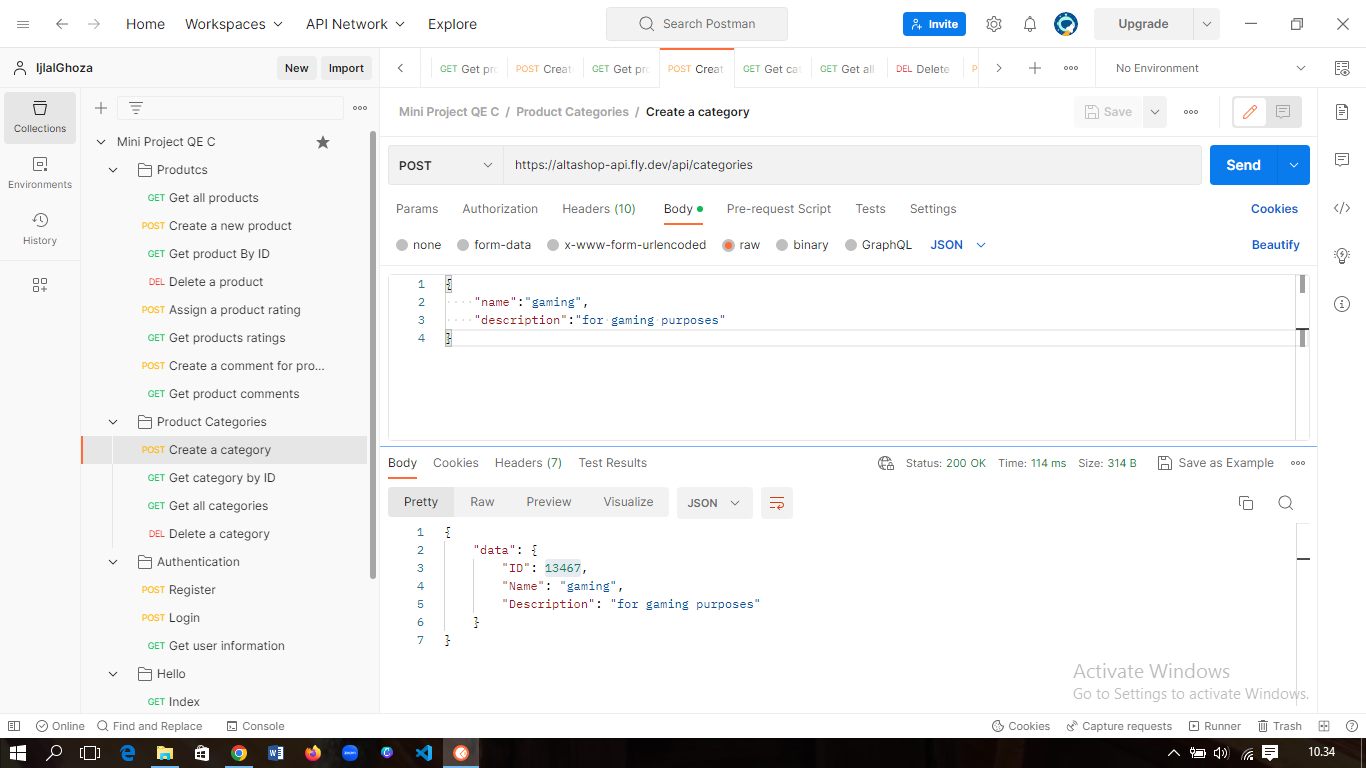 Home Workspaces API Network Explore Search Postman Invite Upgrade
IjlalGhoza New Import
GET Get pro POST Creat GET Get pro POST Creat GET Get cat GET Get all DEL Delete No Environment
Collections
Environments
History
Mini Project QE C
Produtcs
GET Get all products
POST Create a new product
GET Get product By ID
DEL Delete a product
POST Assign a product rating
GET Get products ratings
POST Create a comment for pro...
GET Get product comments
Product Categories
POST Create a category
GET Get category by ID
GET Get all categories
DEL Delete a category
Authentication
POST Register
POST Login
GET Get user information
Hello
GET Index
Mini Project QE C / Product Categories / Create a category Save
POST https://altashop-api.fly.dev/api/categories Send
Params Authorization Headers (10) Body Pre-request Script Tests Settings Cookies
none form-data x-www-form-urlencoded raw binary GraphQL JSON Beautify
1 {
2 "name":"gaming",
3 "description":"for gaming purposes"
4 }
Body Cookies Headers (7) Test Results Status: 200 OK Time: 114 ms Size: 314 B Save as Example
Pretty Raw Preview Visualize JSON
1 {
2 "data": {
3 "ID": 13467,
4 "Name": "gaming",
5 "Description": "for gaming purposes"
6 }
7 }
Activate Windows
Go to Settings to activate Windows.
Online Find and Replace Console Cookies Capture requests Runner Trash
10.34